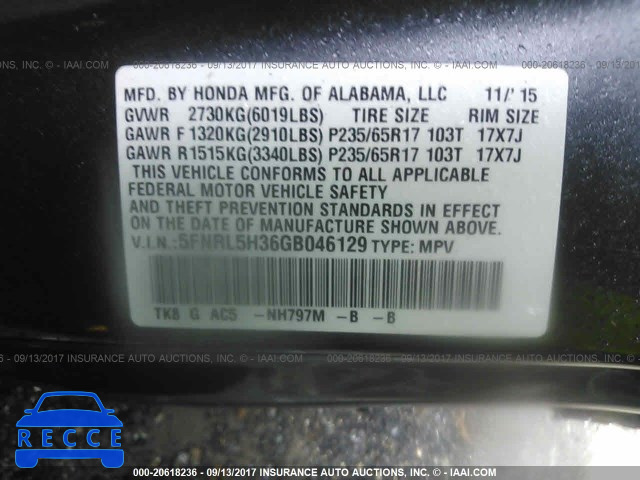 000-20618236 - 09/13/2017 INSURANCE AUTO AUCTIONS, INC. - © IAAI.COM
MFD. BY HONDA MFG. OF ALABAMA, LLC 11/'15
GVWR 2730KG(6019LBS) TIRE SIZE RIM SIZE
GAWR F 1320KG(2910LBS) P235/65R17 103T 17X7J
GAWR R1515KG(3340LBS) P235/65R17 103T 17X7J
THIS VEHICLE CONFORMS TO ALL APPLICABLE
FEDERAL MOTOR VEHICLE SAFETY
AND THEFT PREVENTION STANDARDS IN EFFECT
ON THE DATE OF MANUFACTURE SHOWN ABOVE.
V.I.N.: 5FNRL5H36GB046129 TYPE: MPV
TK8 G AC5 -NH797M -B -B
000-20618236 - 09/13/2017 INSURANCE AUTO AUCTIONS, INC. - © IAAI.COM
RECCE
000-20618236 - 09/13/2017 INSURANCE AUTO AUCTIONS, INC. - © IAAI.COM